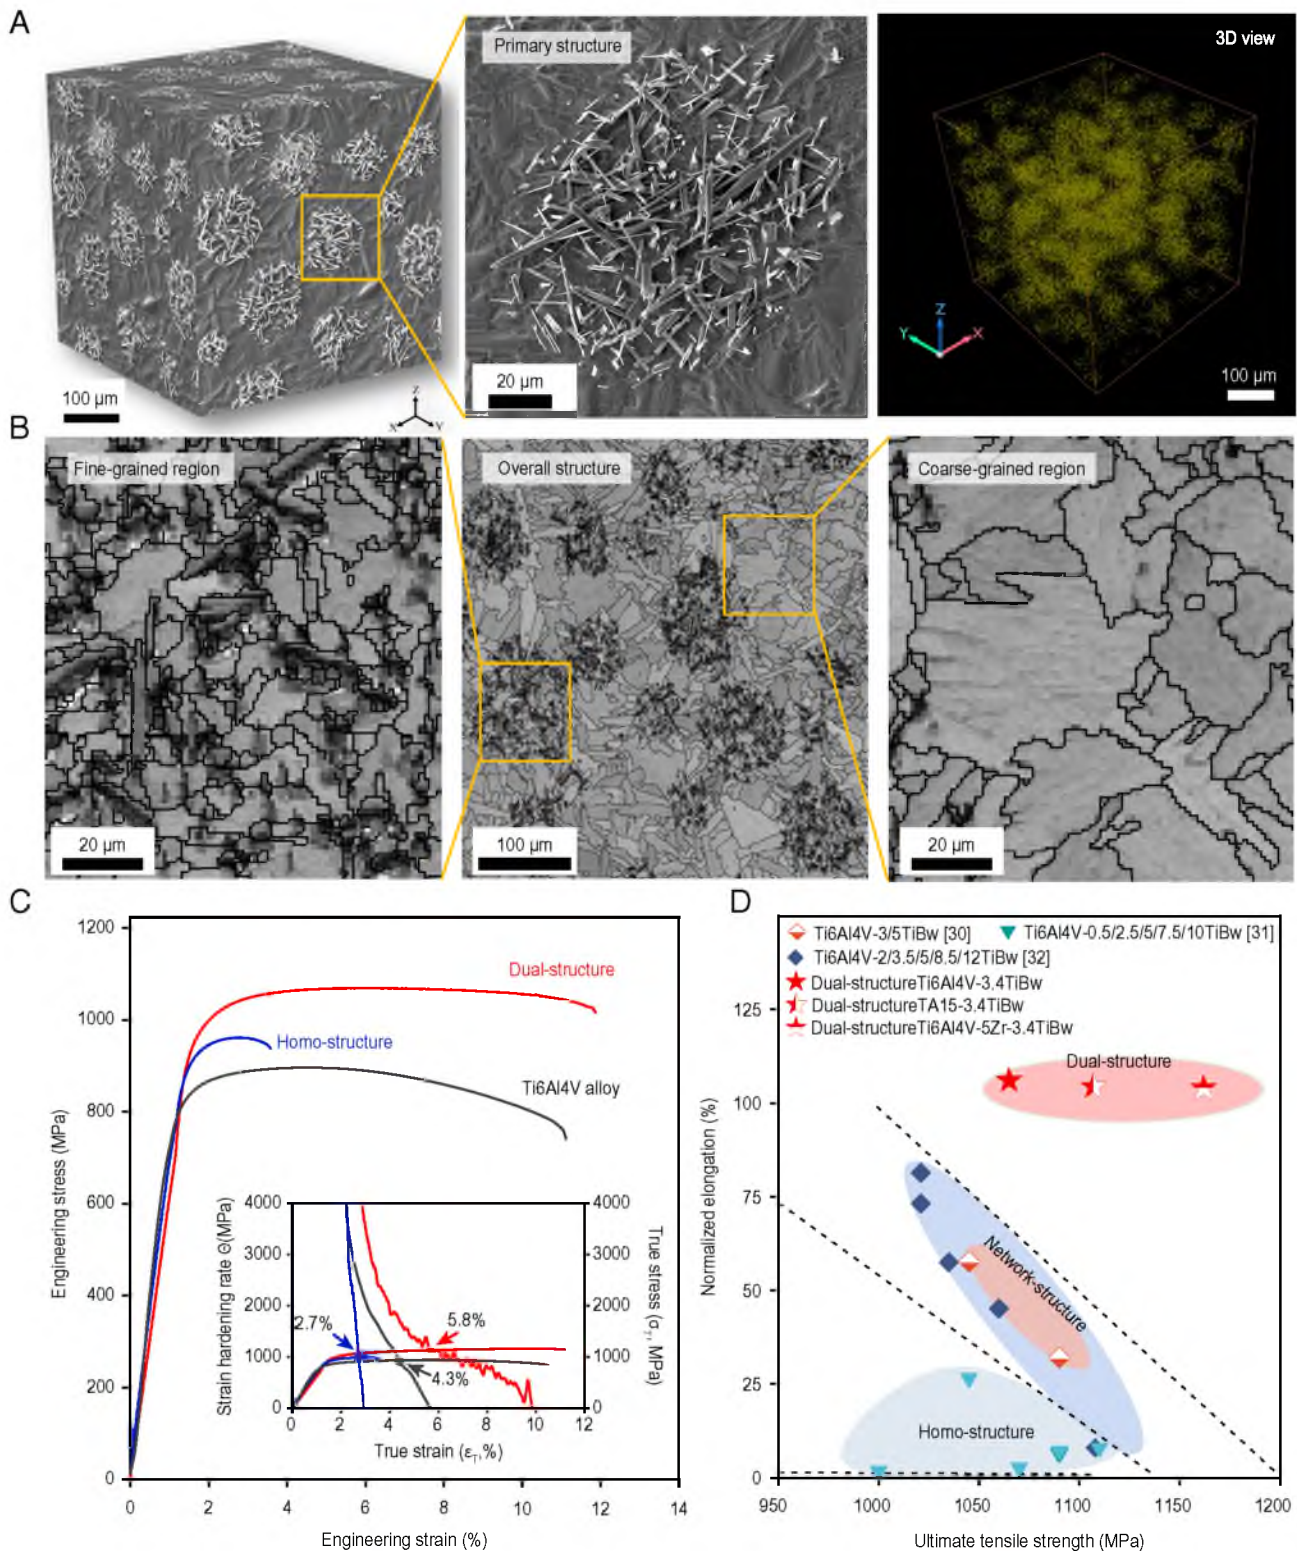 A
Primary structure
3D view
Z
Y
X
100 µm
20 µm
100 µm
Z
X
Y
B
Fine-grained region
Overall structure
Coarse-grained region
20 µm
100 µm
20 µm
C
1200
1000
800
600
400
200
0
0
2
4
6
8
10
12
14
Engineering stress (MPa)
Engineering strain (%)
Dual-structure
Homo-structure
Ti6Al4V alloy
4000
3000
2000
1000
0
4000
3000
2000
1000
0
0
2
4
6
8
10
12
Strain hardening rate Θ(MPa)
True stress (σT, MPa)
True strain (εT,%)
2.7%
5.8%
4.3%
D
Ti6Al4V-3/5TiBw [30]
Ti6Al4V-0.5/2.5/5/7.5/10TiBw [31]
Ti6Al4V-2/3.5/5/8.5/12TiBw [32]
Dual-structureTi6Al4V-3.4TiBw
Dual-structureTA15-3.4TiBw
Dual-structureTi6Al4V-5Zr-3.4TiBw
Dual-structure
Network-structure
Homo-structure
125
100
75
50
25
0
950
1000
1050
1100
1150
1200
Normalized elongation (%)
Ultimate tensile strength (MPa)